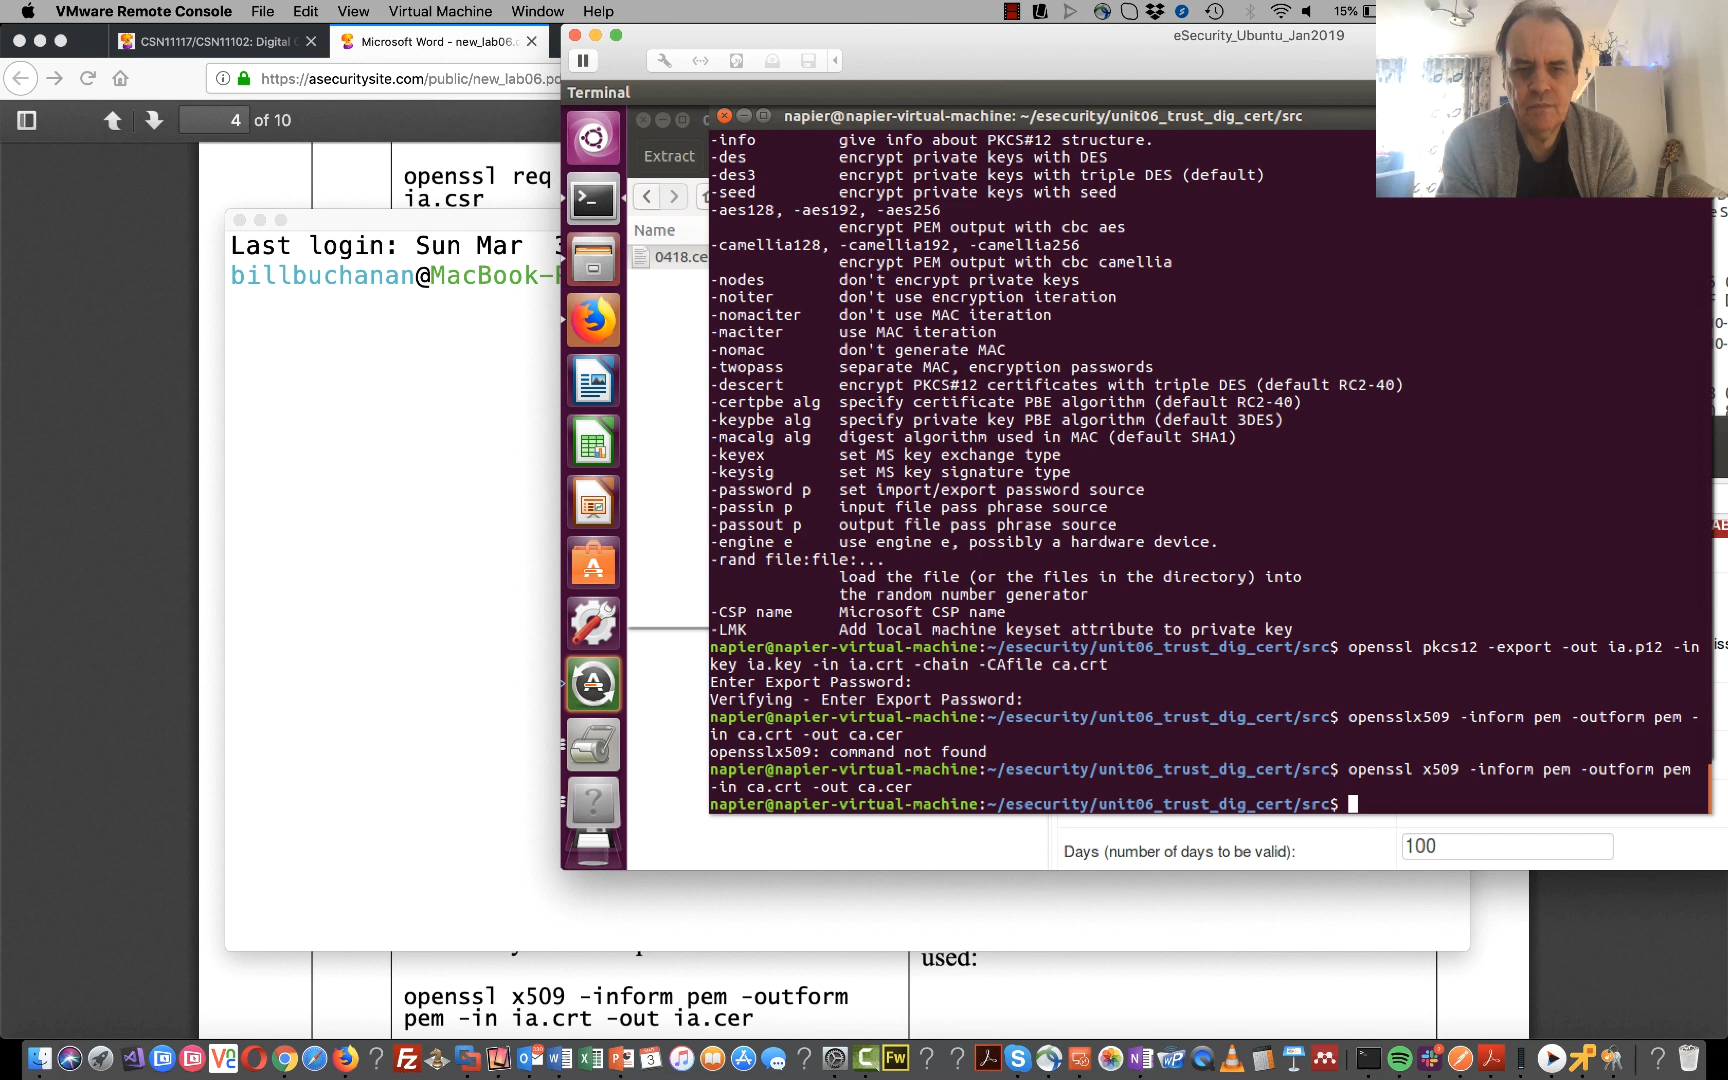 VMware Remote Console File Edit View Virtual Machine Window Help
15%
CSN11117/CSN11102: Digital C
Microsoft Word - new_lab06.
eSecurity_Ubuntu_Jan2019
https://asecuritysite.com/public/new_lab06.pd
Terminal
4 of 10
napier@napier-virtual-machine: ~/esecurity/unit06_trust_dig_cert/src
openssl req
ia.csr
Last login: Sun Mar
billbuchanan@MacBook-
Extract
Name
0418.ce
-info give info about PKCS#12 structure.
-des encrypt private keys with DES
-des3 encrypt private keys with triple DES (default)
-seed encrypt private keys with seed
-aes128, -aes192, -aes256
encrypt PEM output with cbc aes
-camellia128, -camellia192, -camellia256
encrypt PEM output with cbc camellia
-nodes don't encrypt private keys
-noiter don't use encryption iteration
-nomaciter don't use MAC iteration
-maciter use MAC iteration
-nomac don't generate MAC
-twopass separate MAC, encryption passwords
-descert encrypt PKCS#12 certificates with triple DES (default RC2-40)
-certpbe alg specify certificate PBE algorithm (default RC2-40)
-keypbe alg specify private key PBE algorithm (default 3DES)
-macalg alg digest algorithm used in MAC (default SHA1)
-keyex set MS key exchange type
-keysig set MS key signature type
-password p set import/export password source
-passin p input file pass phrase source
-passout p output file pass phrase source
-engine e use engine e, possibly a hardware device.
-rand file:file:...
load the file (or the files in the directory) into
the random number generator
-CSP name Microsoft CSP name
-LMK Add local machine keyset attribute to private key
napier@napier-virtual-machine:~/esecurity/unit06_trust_dig_cert/src$ openssl pkcs12 -export -out ia.p12 -in
key ia.key -in ia.crt -chain -CAfile ca.crt
Enter Export Password:
Verifying - Enter Export Password:
napier@napier-virtual-machine:~/esecurity/unit06_trust_dig_cert/src$ opensslx509 -inform pem -outform pem -
in ca.crt -out ca.cer
opensslx509: command not found
napier@napier-virtual-machine:~/esecurity/unit06_trust_dig_cert/src$ openssl x509 -inform pem -outform pem
-in ca.crt -out ca.cer
napier@napier-virtual-machine:~/esecurity/unit06_trust_dig_cert/src$
Days (number of days to be valid): 100
used:
openssl x509 -inform pem -outform
pem -in ia.crt -out ia.cer